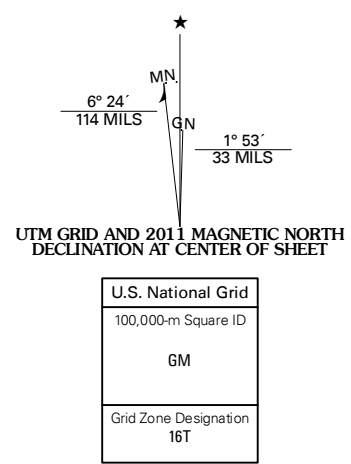 ★
M.N.
6° 24´
114 MILS
GN
1° 53´
33 MILS
UTM GRID AND 2011 MAGNETIC NORTH
DECLINATION AT CENTER OF SHEET
U.S. National Grid
100,000-m Square ID
GM
Grid Zone Designation
16T